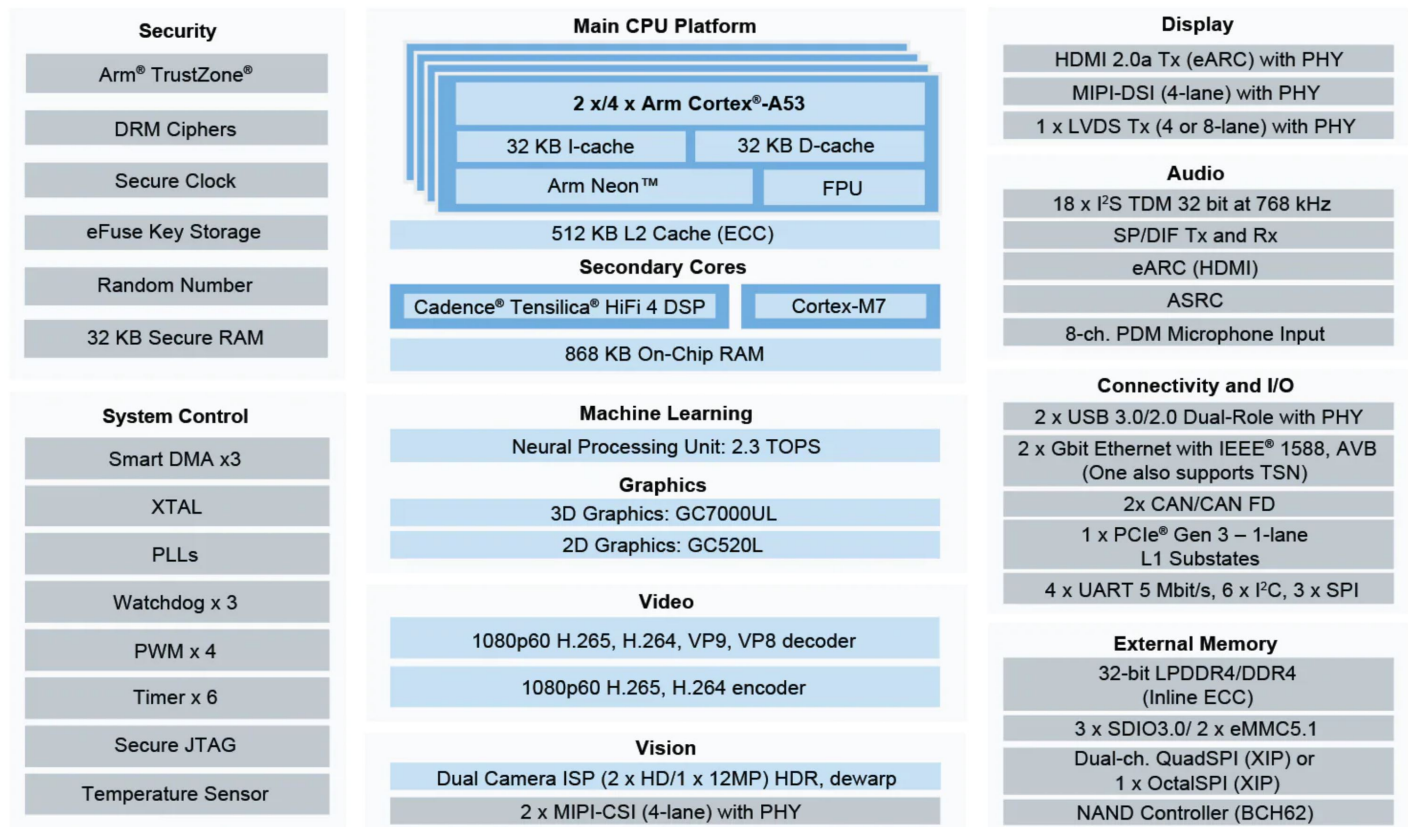 Security
Arm® TrustZone®
DRM Ciphers
Secure Clock
eFuse Key Storage
Random Number
32 KB Secure RAM
System Control
Smart DMA x3
XTAL
PLLs
Watchdog x 3
PWM x 4
Timer x 6
Secure JTAG
Temperature Sensor
Main CPU Platform
2 x/4 x Arm Cortex®-A53
32 KB I-cache
32 KB D-cache
Arm Neon™
FPU
512 KB L2 Cache (ECC)
Secondary Cores
Cadence® Tensilica® HiFi 4 DSP
Cortex-M7
868 KB On-Chip RAM
Machine Learning
Neural Processing Unit: 2.3 TOPS
Graphics
3D Graphics: GC7000UL
2D Graphics: GC520L
Video
1080p60 H.265, H.264, VP9, VP8 decoder
1080p60 H.265, H.264 encoder
Vision
Dual Camera ISP (2 x HD/1 x 12MP) HDR, dewarp
2 x MIPI-CSI (4-lane) with PHY
Display
HDMI 2.0a Tx (eARC) with PHY
MIPI-DSI (4-lane) with PHY
1 x LVDS Tx (4 or 8-lane) with PHY
Audio
18 x I²S TDM 32 bit at 768 kHz
SP/DIF Tx and Rx
eARC (HDMI)
ASRC
8-ch. PDM Microphone Input
Connectivity and I/O
2 x USB 3.0/2.0 Dual-Role with PHY
2 x Gbit Ethernet with IEEE® 1588, AVB
(One also supports TSN)
2x CAN/CAN FD
1 x PCIe® Gen 3 – 1-lane
L1 Substates
4 x UART 5 Mbit/s, 6 x I²C, 3 x SPI
External Memory
32-bit LPDDR4/DDR4
(Inline ECC)
3 x SDIO3.0/ 2 x eMMC5.1
Dual-ch. QuadSPI (XIP) or
1 x OctalSPI (XIP)
NAND Controller (BCH62)